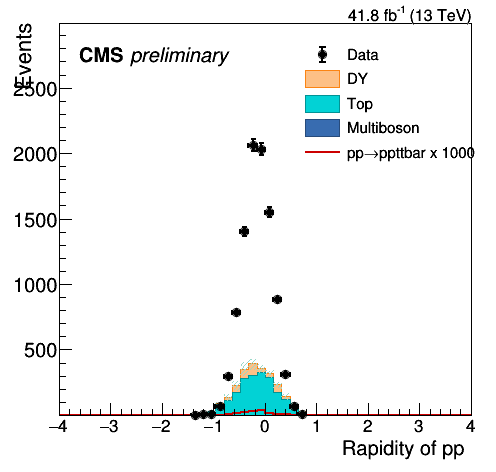 41.8 fb⁻¹ (13 TeV)
Events
CMS preliminary
Data
DY
Top
Multiboson
pp→ppttbar x 1000
2500
2000
1500
1000
500
−4 −3 −2 −1 0 1 2 3 4
Rapidity of pp